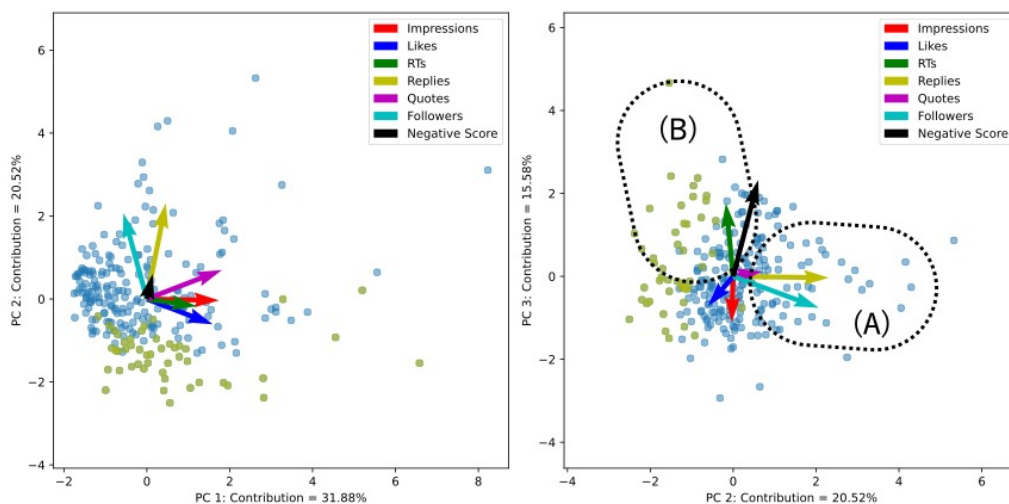 6
4
2
0
−2
−4
PC 2: Contribution = 20.52%
−2
0
2
4
6
8
PC 1: Contribution = 31.88%
Impressions
Likes
RTs
Replies
Quotes
Followers
Negative Score
6
4
2
0
−2
−4
PC 3: Contribution = 15.58%
−4
−2
0
2
4
6
PC 2: Contribution = 20.52%
Impressions
Likes
RTs
Replies
Quotes
Followers
Negative Score
(B)
(A)